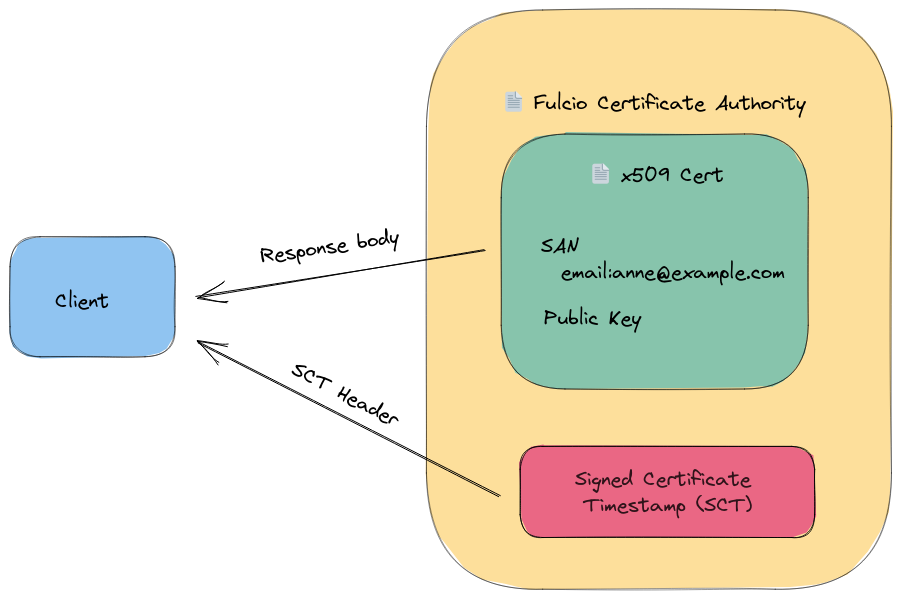 Fulcio Certificate Authority
x509 Cert
SAN
email:anne@example.com
Public Key
Response body
Client
SCT Header
Signed Certificate
Timestamp (SCT)